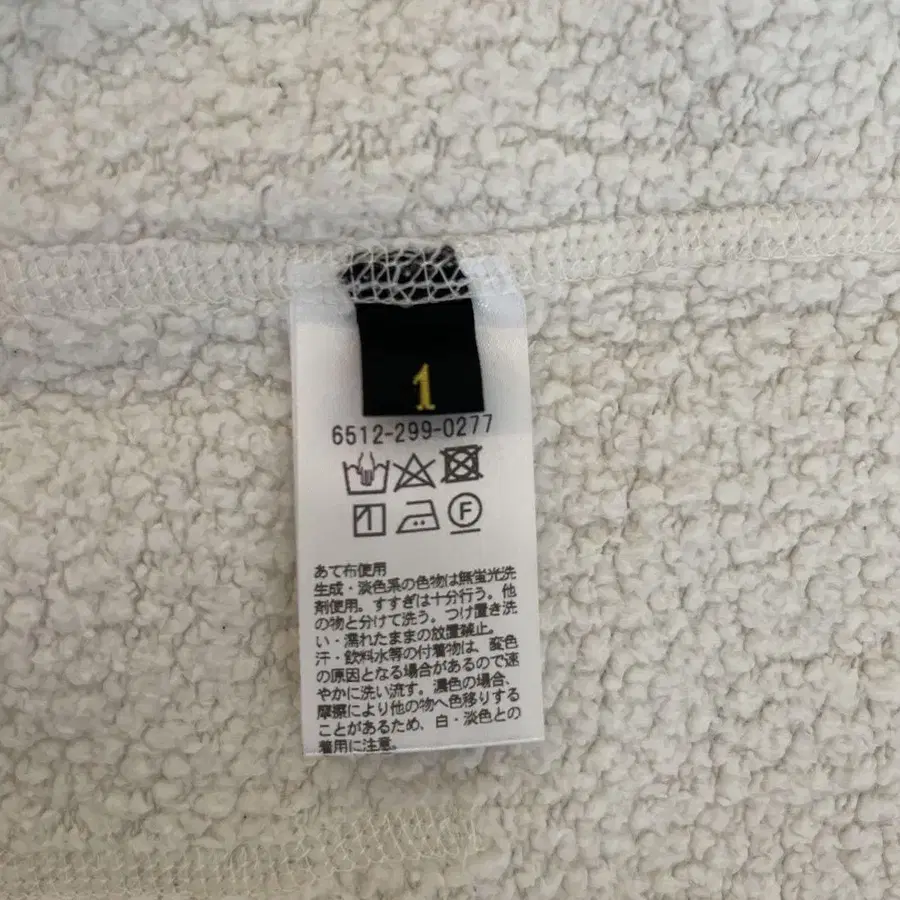 1
6512-299-0277
F
あて布使用
生成・淡色系の色物は無蛍光洗
剤使用。すすぎは十分行う。他
の物と分けて洗う。つけ置き洗
い・濡れたままの放置禁止。
汗・飲料水等の付着物は、変色
の原因となる場合があるので速
やかに洗い流す。濃色の場合、
摩擦により他の物へ色移りする
ことがあるため、白・淡色との
着用に注意。